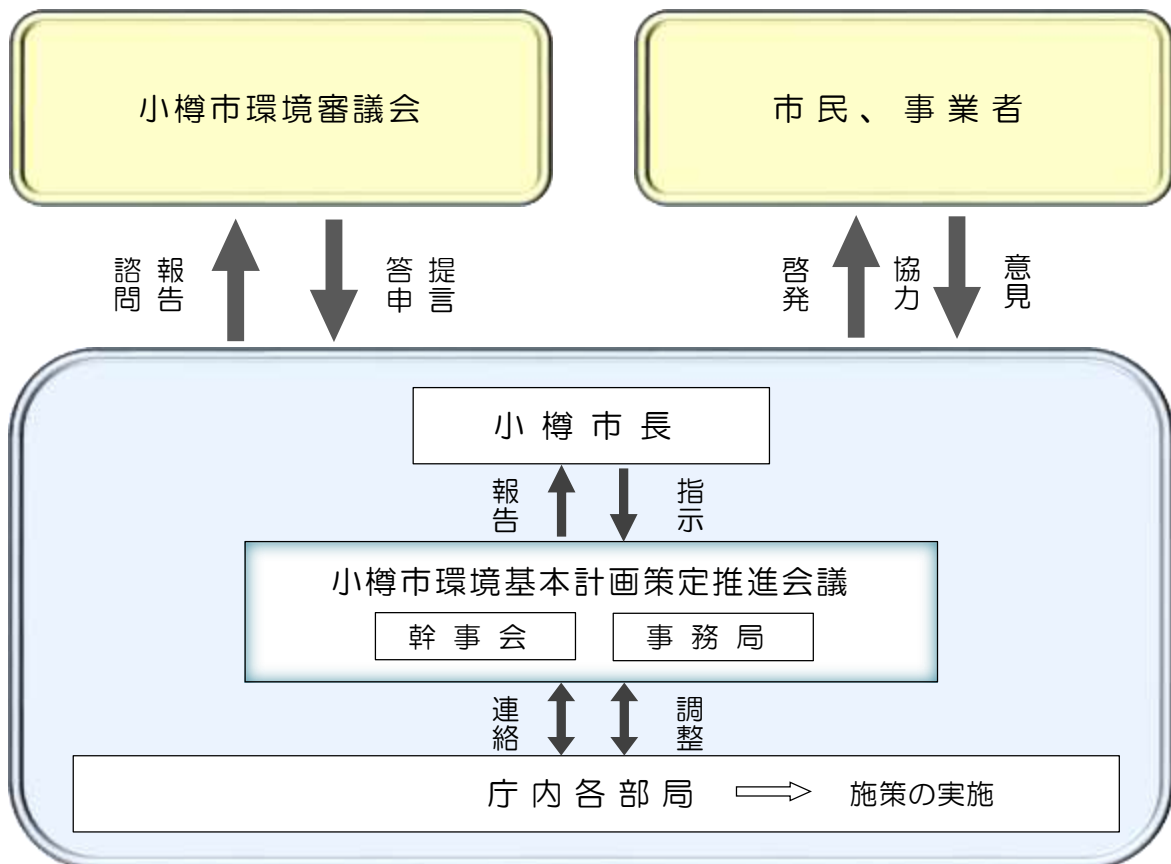 小樽市環境審議会
市民、事業者
諮問
報告
答申
提言
啓発
協力
意見
小樽市長
報告
指示
小樽市環境基本計画策定推進会議
幹事会
事務局
連絡
調整
庁内各部局
施策の実施